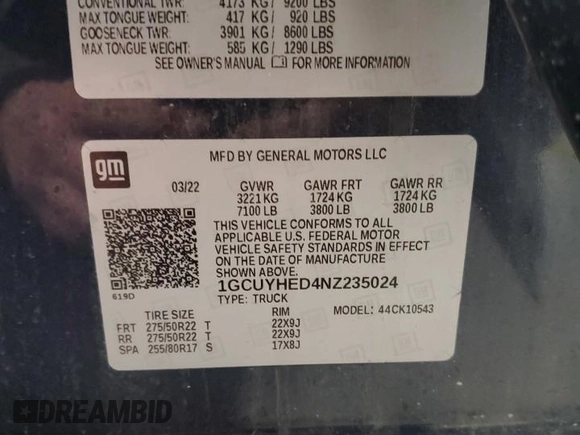 CONVENTIONAL TWR: 4173 KG/ 9200 LBS
MAX TONGUE WEIGHT: 417 KG/ 920 LBS
GOOSENECK TWR: 3901 KG/ 8600 LBS
MAX TONGUE WEIGHT: 585 KG/ 1290 LBS
SEE OWNER'S MANUAL FOR MORE INFORMATION
gm
MFD BY GENERAL MOTORS LLC
03/22 GVWR GAWR FRT GAWR RR
3221 KG 1724 KG 1724 KG
7100 LB 3800 LB 3800 LB
THIS VEHICLE CONFORMS TO ALL
APPLICABLE U.S. FEDERAL MOTOR
VEHICLE SAFETY STANDARDS IN EFFECT
ON THE DATE OF MANUFACTURE
SHOWN ABOVE.
1GCUYHED4NZ235024
619D
TYPE: TRUCK
TIRE SIZE RIM MODEL: 44CK10543
FRT 275/50R22 T 22X9J
RR 275/50R22 T 22X9J
SPA 255/80R17 S 17X8J
DREAMBID